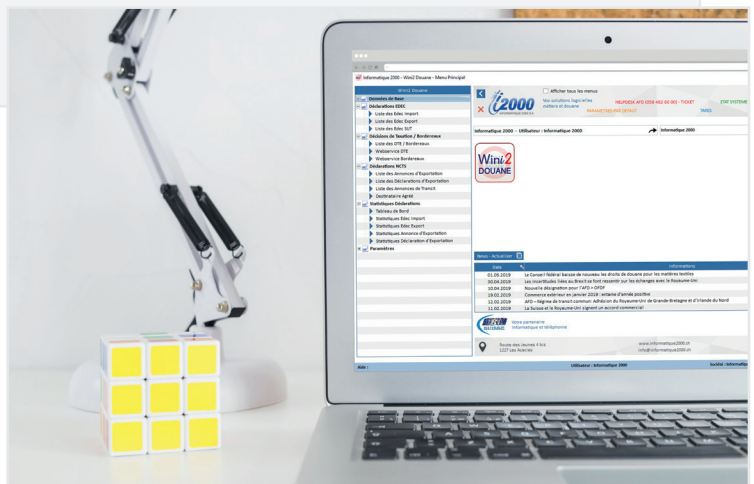 Informatique 2000 - Wini2 Douane - Menu Principal
Wini2 Douane
Données de Base
Déclarations EDEC
Liste des Edec Import
Liste des Edec Export
Liste des Edec SUT
Décisions de Taxation / Bordereaux
Liste des DTE / Bordereaux
Webservice DTE
Webservice Bordereaux
Déclarations NCTS
Liste des Annonces d'Exportation
Liste des Déclarations d'Exportation
Liste des Annonces de Transit
Destinataire Agréé
Statistiques Déclarations
Tableau de Bord
Statistiques Edec Import
Statistiques Edec Export
Statistiques Annonce d'Exportation
Statistiques Déclaration d'Exportation
Paramètres
Afficher tous les menus
i2000
INFORMATIQUE 2000 S.A.
Vos solutions logicielles
métiers et douane
HELPDESK AFD 058 462 60 00 - TICKET
ETAT SYSTEME
PARAMETRES PAR DEFAUT
TARES
Informatique 2000 - Utilisateur : Informatique 2000
Informatique 2000
Wini2
DOUANE
News - Actualiser
Date
Informations
01.05.2019 Le Conseil fédéral baisse de nouveau les droits de douane pour les matières textiles
30.04.2019 Les incertitudes liées au Brexit se font ressentir sur les échanges avec le Royaume-Uni
10.04.2019 Nouvelle désignation pour l'AFD > OFDF
19.02.2019 Commerce extérieur en janvier 2019 : entame d'année positive
12.02.2019 AFD – Régime de transit commun: Adhésion du Royaume-Uni de Grande-Bretagne et d'Irlande du Nord
11.02.2019 La Suisse et le Royaume-Uni signent un accord commercial
Votre partenaire
informatique et téléphonie
Route des Jeunes 4 bis
1227 Les Acacias
www.informatique2000.ch
info@informatique2000.ch
Aide :
Utilisateur : Informatique 2000